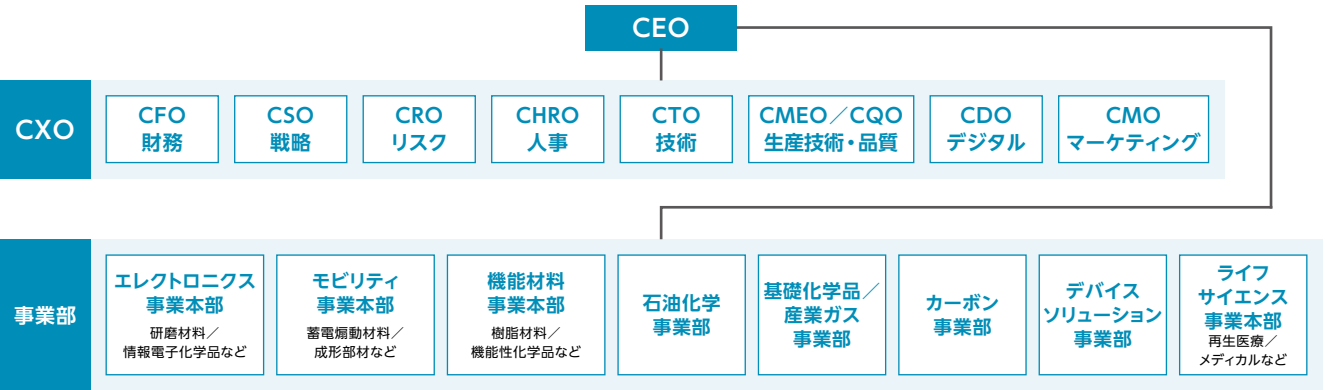 CEO
CXO
CFO
財務
CSO
戦略
CRO
リスク
CHRO
人事
CTO
技術
CMEO／CQO
生産技術・品質
CDO
デジタル
CMO
マーケティング
事業部
エレクトロニクス
事業本部
研磨材料／
情報電子化学品など
モビリティ
事業本部
蓄電煽動材料／
成形部材など
機能材料
事業本部
樹脂材料／
機能性化学品など
石油化学
事業部
基礎化学品／
産業ガス
事業部
カーボン
事業部
デバイス
ソリューション
事業部
ライフ
サイエンス
事業本部
再生医療／
メディカルなど